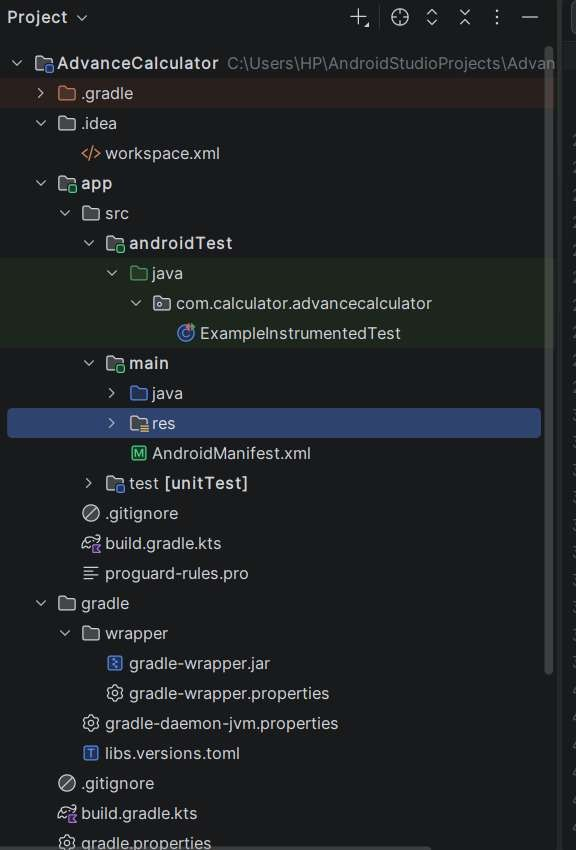 Project
AdvanceCalculator C:\Users\HP\AndroidStudioProjects\Advan
.gradle
.idea
workspace.xml
app
src
androidTest
java
com.calculator.advancecalculator
ExampleInstrumentedTest
main
java
res
AndroidManifest.xml
test [unitTest]
.gitignore
build.gradle.kts
proguard-rules.pro
gradle
wrapper
gradle-wrapper.jar
gradle-wrapper.properties
gradle-daemon-jvm.properties
libs.versions.toml
.gitignore
build.gradle.kts
gradle.properties